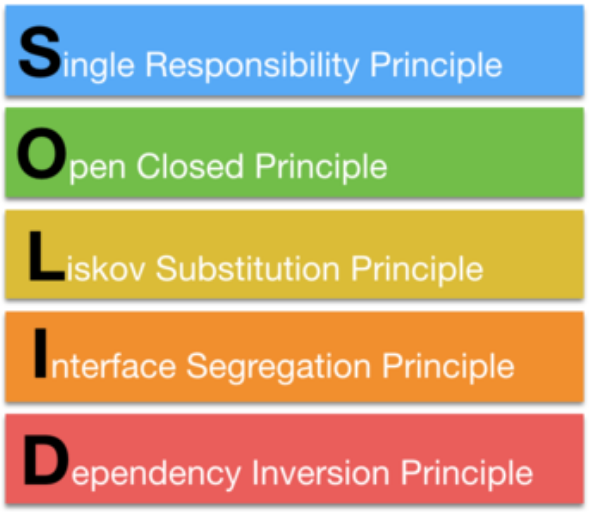 Single Responsibility Principle
Open Closed Principle
Liskov Substitution Principle
Interface Segregation Principle
Dependency Inversion Principle